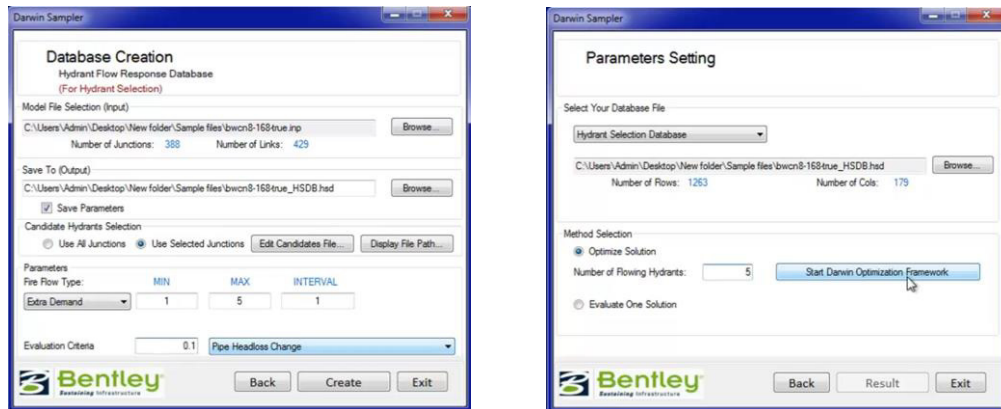 Darwin Sampler
Database Creation
Hydrant Flow Response Database
(For Hydrant Selection)
Model File Selection (Input)
C:\Users\Admin\Desktop\New folder\Sample files\bwcn8-168-true.inp Browse...
Number of Junctions: 388 Number of Links: 429
Save To (Output)
C:\Users\Admin\Desktop\New folder\Sample files\bwcn8-168-true_HSDB.hsd Browse...
Save Parameters
Candidate Hydrants Selection
Use All Junctions Use Selected Junctions Edit Candidates File... Display File Path...
Parameters
Fire Flow Type: MIN MAX INTERVAL
Extra Demand 1 5 1
Evaluation Criteria 0.1 Pipe Headloss Change
Bentley Back Create Exit
Sustaining Infrastructure
Darwin Sampler
Parameters Setting
Select Your Database File
Hydrant Selection Database
C:\Users\Admin\Desktop\New folder\Sample files\bwcn8-168-true_HSDB.hsd Browse...
Number of Rows: 1263 Number of Cols: 179
Method Selection
Optimize Solution
Number of Flowing Hydrants: 5 Start Darwin Optimization Framework
Evaluate One Solution
Bentley Back Result Exit
Sustaining Infrastructure